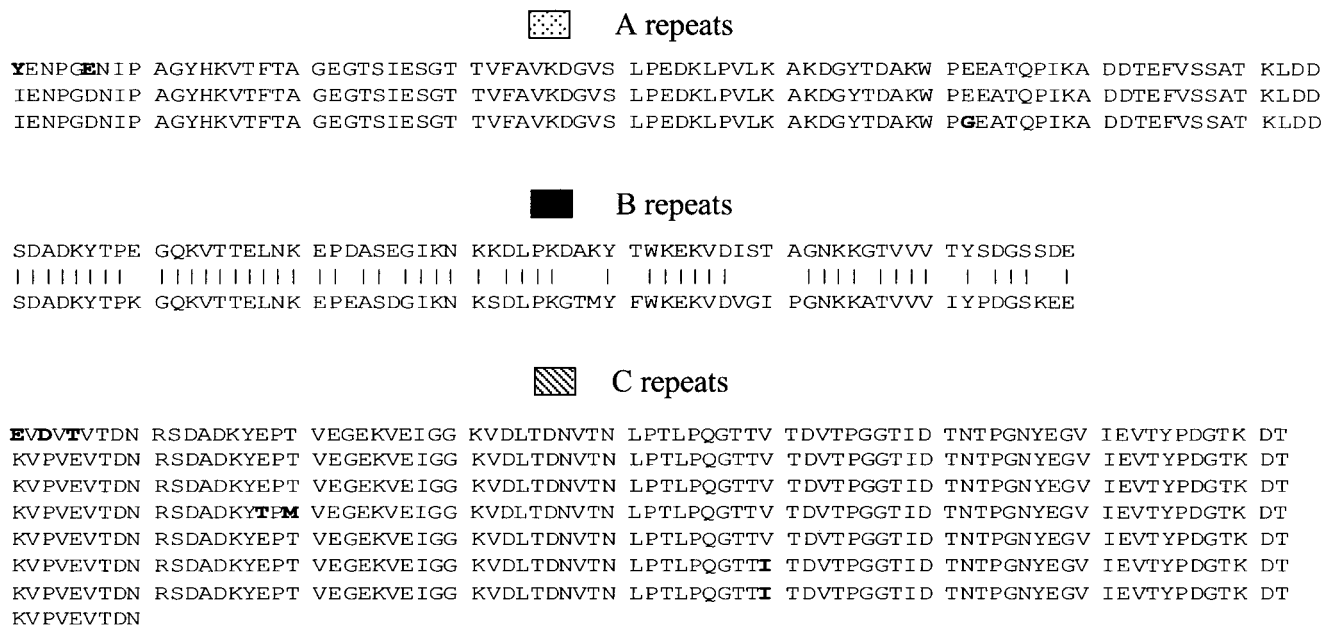 A repeats
YENPGENIP AGYHKVTFTA GEGTSIESGT TVFAVKDGVS LPEDKLPVLK AKDGYTDAKW PEEATQPIKA DDTEFVSSAT KLDD
IENPGDNIP AGYHKVTFTA GEGTSIESGT TVFAVKDGVS LPEDKLPVLK AKDGYTDAKW PEEATQPIKA DDTEFVSSAT KLDD
IENPGDNIP AGYHKVTFTA GEGTSIESGT TVFAVKDGVS LPEDKLPVLK AKDGYTDAKW PGEATQPIKA DDTEFVSSAT KLDD
B repeats
SDADKYTPE GQKVTTELNK EPDASEGIKN KKDLPKDAKY TWKEKVDIST AGNKKGTVVV TYSDGSSDE
SDADKYTPK GQKVTTELNK EPEASDGIKN KSDLPKGTMY FWKEKVDVGI PGNKKATVVV IYPDGSKEE
C repeats
EVDVTVTDN RSDADKYEPT VEGEKVEIGG KVDLTDNVTN LPTLPQGTTV TDVTPGGTID TNTPGNYEGV IEVTYPDGTK DT
KVPVEVTDN RSDADKYEPT VEGEKVEIGG KVDLTDNVTN LPTLPQGTTV TDVTPGGTID TNTPGNYEGV IEVTYPDGTK DT
KVPVEVTDN RSDADKYEPT VEGEKVEIGG KVDLTDNVTN LPTLPQGTTV TDVTPGGTID TNTPGNYEGV IEVTYPDGTK DT
KVPVEVTDN RSDADKYTPM VEGEKVEIGG KVDLTDNVTN LPTLPQGTTV TDVTPGGTID TNTPGNYEGV IEVTYPDGTK DT
KVPVEVTDN RSDADKYEPT VEGEKVEIGG KVDLTDNVTN LPTLPQGTTV TDVTPGGTID TNTPGNYEGV IEVTYPDGTK DT
KVPVEVTDN RSDADKYEPT VEGEKVEIGG KVDLTDNVTN LPTLPQGTTI TDVTPGGTID TNTPGNYEGV IEVTYPDGTK DT
KVPVEVTDN RSDADKYEPT VEGEKVEIGG KVDLTDNVTN LPTLPQGTTI TDVTPGGTID TNTPGNYEGV IEVTYPDGTK DT
KVPVEVTDN